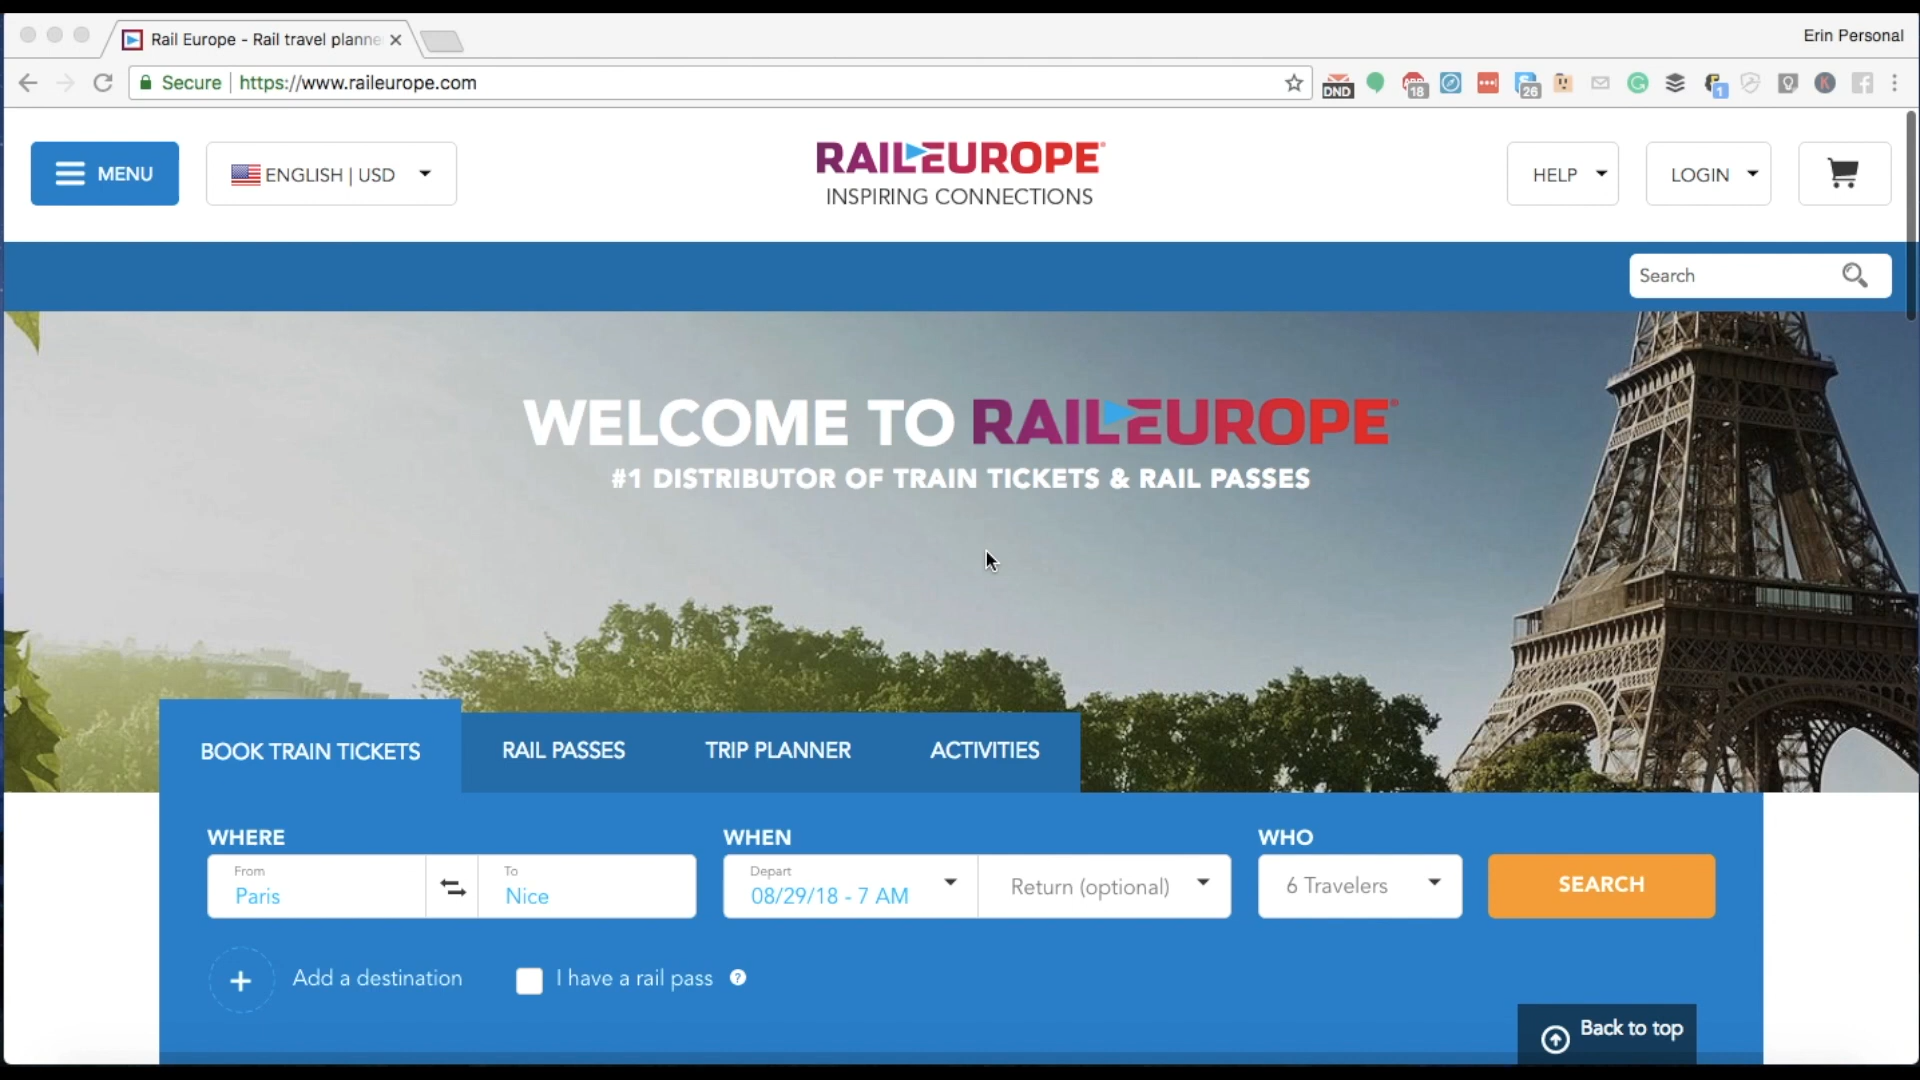 Rail Europe - Rail travel planne
Erin Personal
Secure | https://www.raileurope.com
DND
18
26
1
K
MENU
ENGLISH | USD
RAILEUROPE®
INSPIRING CONNECTIONS
HELP
LOGIN
Search
WELCOME TO RAILEUROPE®
#1 DISTRIBUTOR OF TRAIN TICKETS & RAIL PASSES
BOOK TRAIN TICKETS
RAIL PASSES
TRIP PLANNER
ACTIVITIES
WHERE
WHEN
WHO
From
Paris
To
Nice
Depart
08/29/18 - 7 AM
Return (optional)
6 Travelers
SEARCH
+ Add a destination
I have a rail pass ?
Back to top